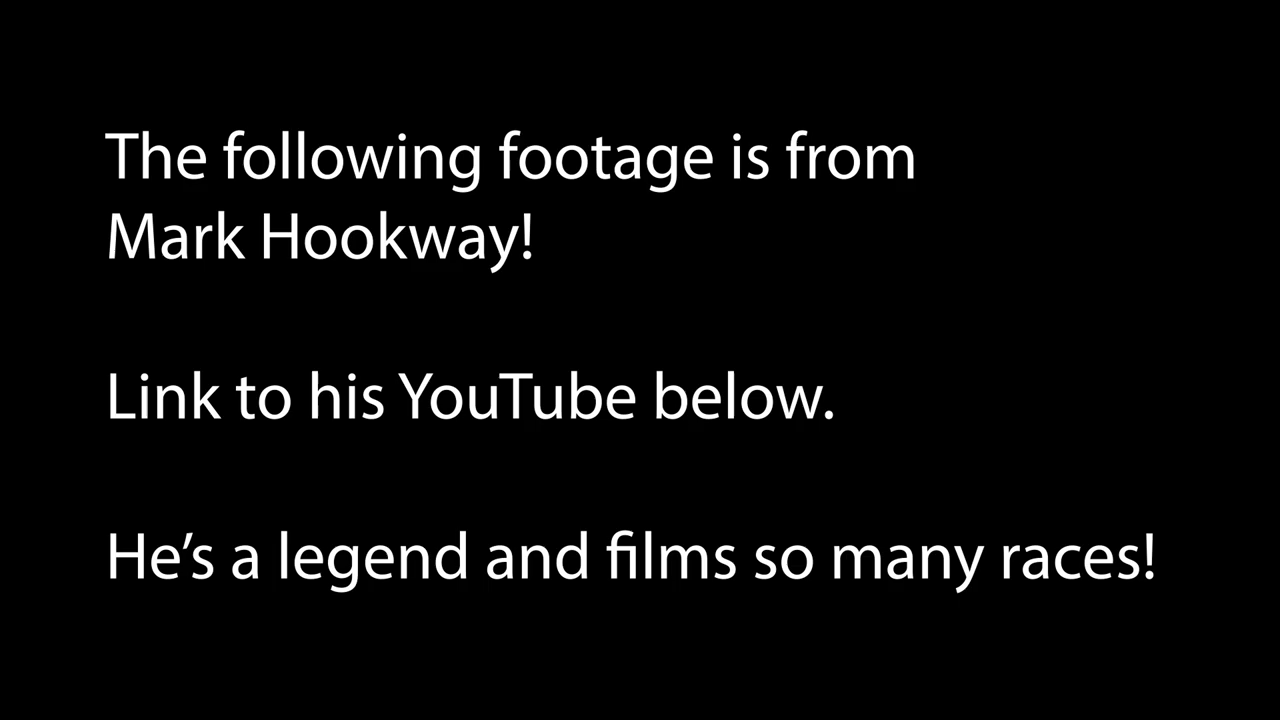 The following footage is from
Mark Hookway!
Link to his YouTube below.
He’s a legend and films so many races!